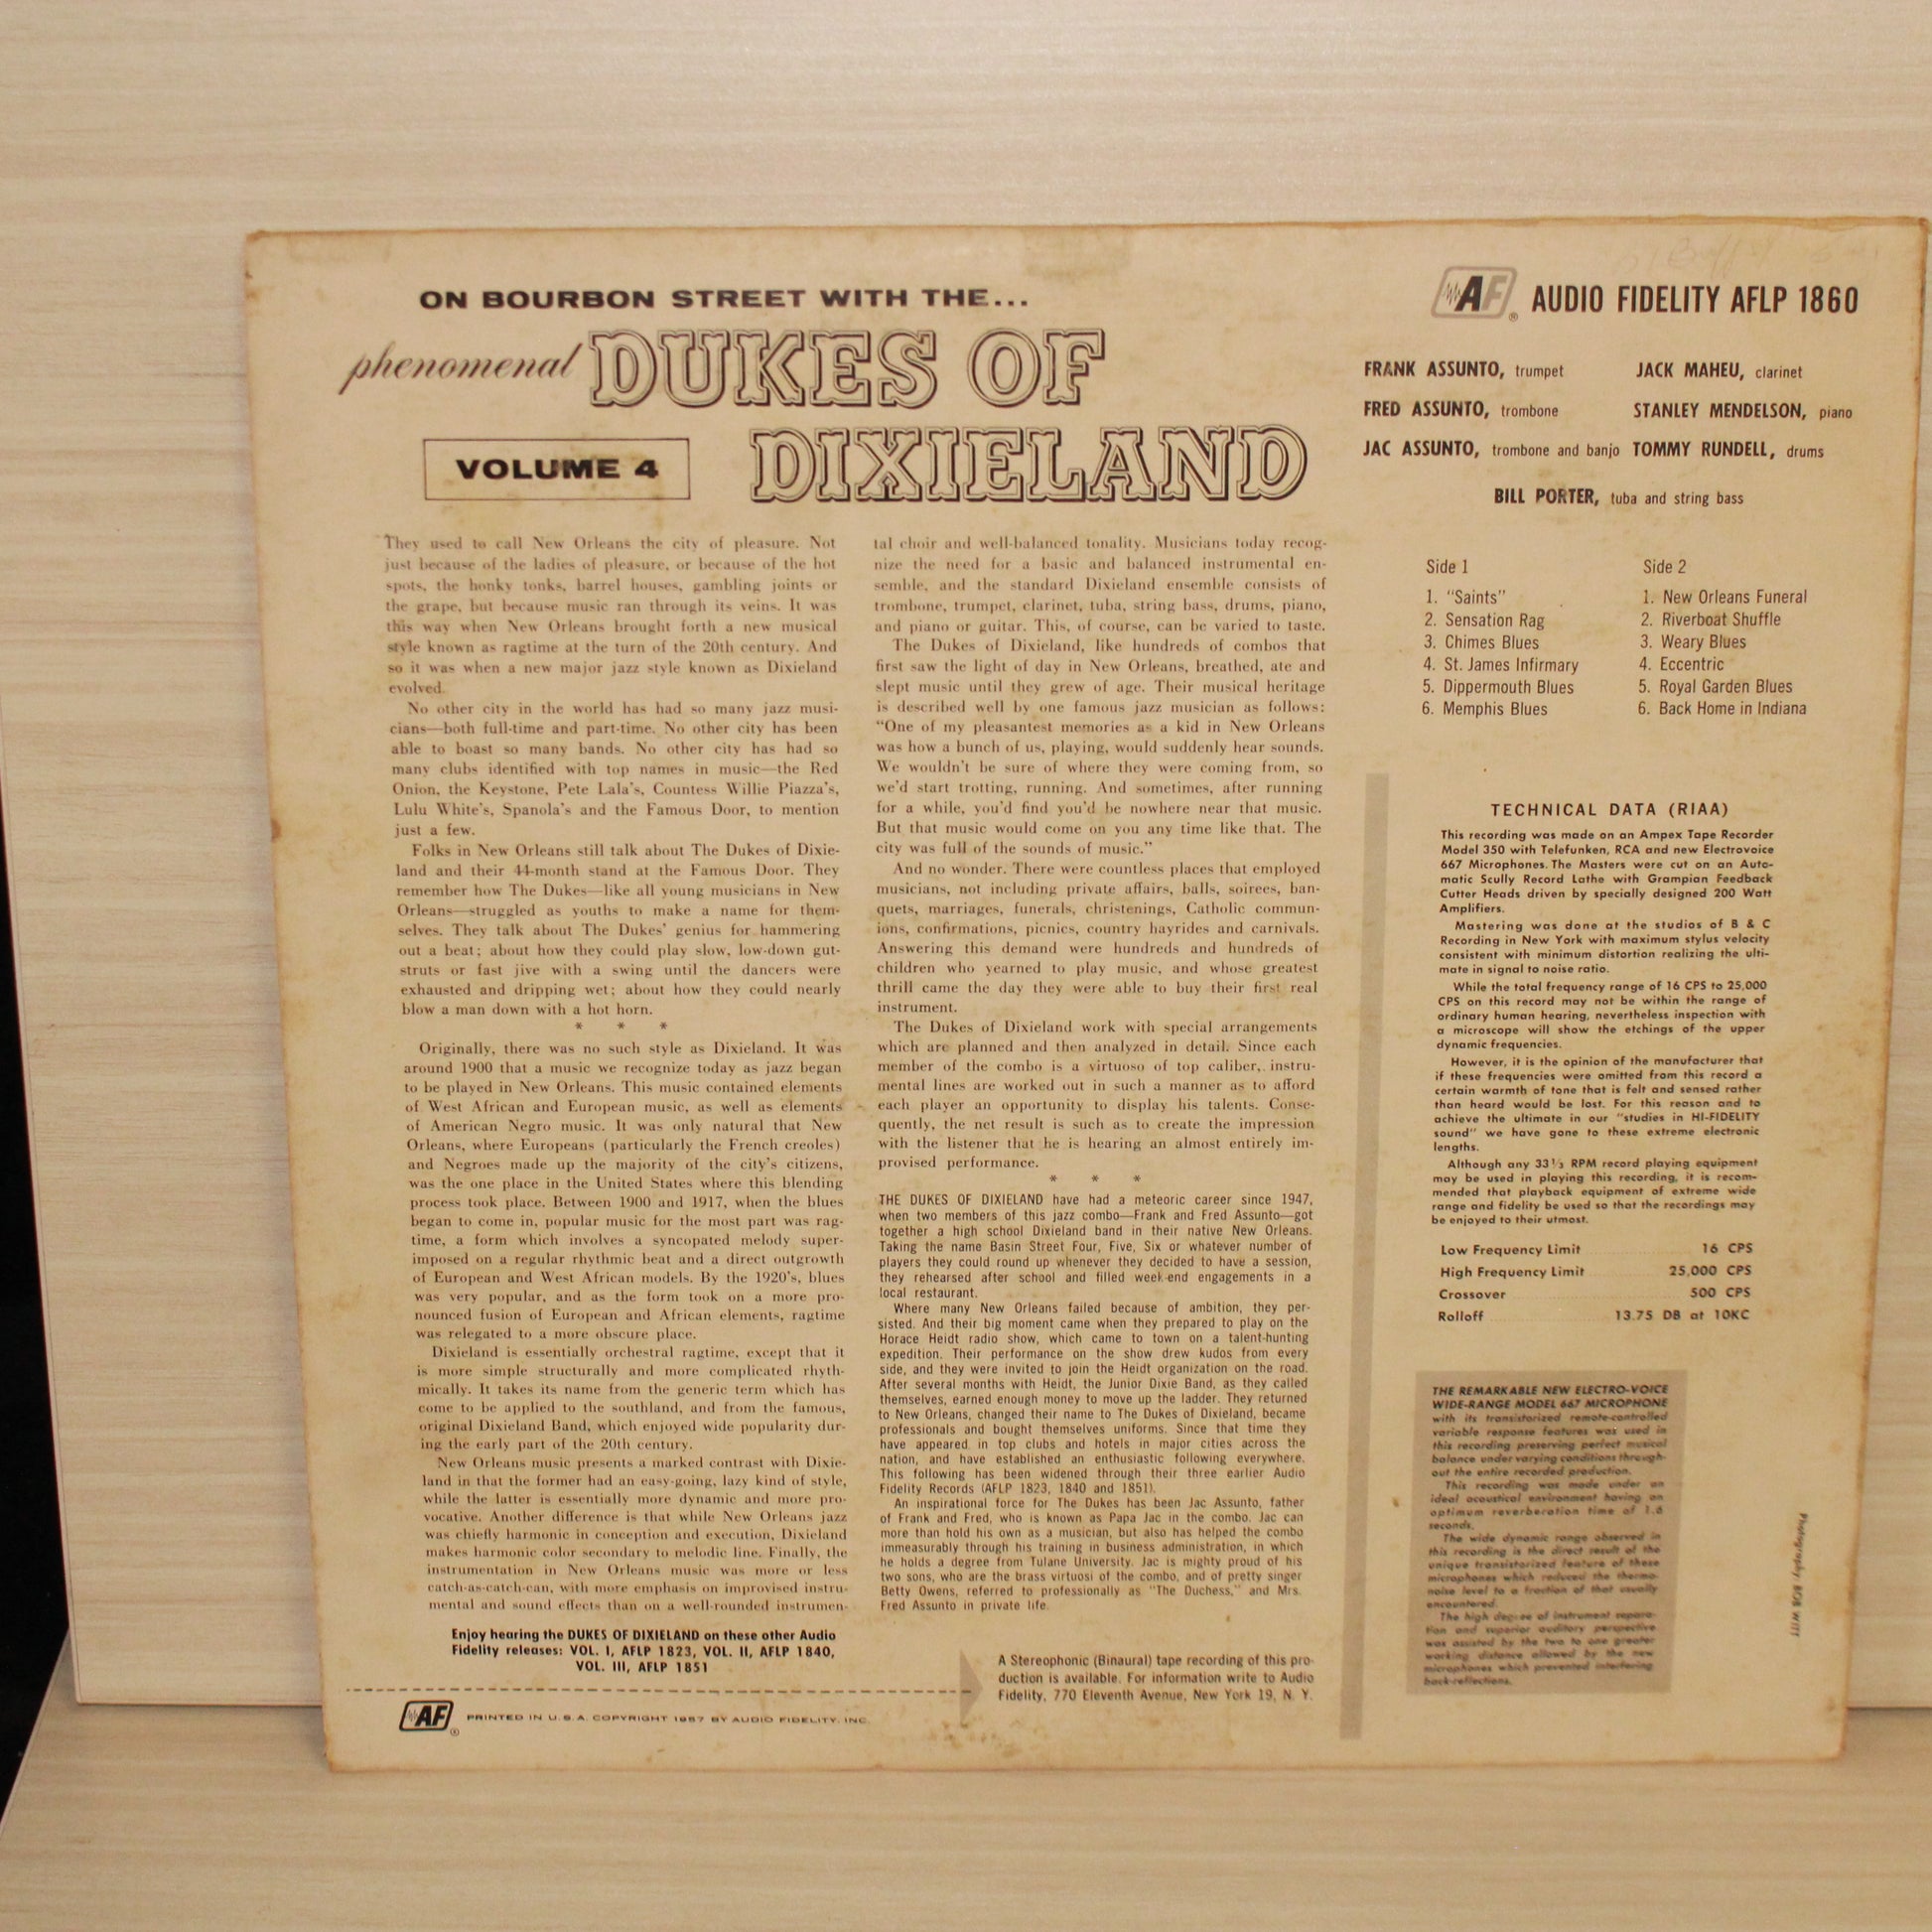 ON BOURBON STREET WITH THE...
phenomenal DUKES OF
DIXIELAND
VOLUME 4
They used to call New Orleans the city of pleasure. Not
just because of the ladies of pleasure, or because of the hot
spots, the honky tonks, barrel houses, gambling joints or
the grape, but because music ran through its veins. It was
this way when New Orleans brought forth a new musical
style known as ragtime at the turn of the 20th century. And
so it was when a new major jazz style known as Dixieland
evolved.
No other city in the world has had so many jazz musi-
cians—both full-time and part-time. No other city has been
able to boast so many bands. No other city has had so
many clubs identified with top names in music—the Red
Onion, the Keystone, Pete Lala's, Countess Willie Piazza's,
Lulu White's, Spanola's and the Famous Door, to mention
just a few.
Folks in New Orleans still talk about The Dukes of Dixie-
land and their 44-month stand at the Famous Door. They
remember how The Dukes—like all young musicians in New
Orleans—struggled as youths to make a name for them-
selves. They talk about The Dukes' genius for hammering
out a beat; about how they could play slow, low-down gut-
struts or fast jive with a swing until the dancers were
exhausted and dripping wet; about how they could nearly
blow a man down with a hot horn.
* * *
Originally, there was no such style as Dixieland. It was
around 1900 that a music we recognize today as jazz began
to be played in New Orleans. This music contained elements
of West African and European music, as well as elements
of American Negro music. It was only natural that New
Orleans, where Europeans (particularly the French creoles)
and Negroes made up the majority of the city's citizens,
was the one place in the United States where this blending
process took place. Between 1900 and 1917, when the blues
began to come in, popular music for the most part was rag-
time, a form which involves a syncopated melody super-
imposed on a regular rhythmic beat and a direct outgrowth
of European and West African models. By the 1920's, blues
was very popular, and as the form took on a more pro-
nounced fusion of European and African elements, ragtime
was relegated to a more obscure place.
Dixieland is essentially orchestral ragtime, except that it
is more simple structurally and more complicated rhyth-
mically. It takes its name from the generic term which has
come to be applied to the southland, and from the famous,
original Dixieland Band, which enjoyed wide popularity dur-
ing the early part of the 20th century.
New Orleans music presents a marked contrast with Dixie-
land in that the former had an easy-going, lazy kind of style,
while the latter is essentially more dynamic and more pro-
vocative. Another difference is that while New Orleans jazz
was chiefly harmonic in conception and execution, Dixieland
makes harmonic color secondary to melodic line. Finally, the
instrumentation in New Orleans music was more or less
catch-as-catch-can, with more emphasis on improvised instru-
mental and sound effects than on a well-rounded instrumen-
tal choir and well-balanced tonality. Musicians today recog-
nize the need for a basic and balanced instrumental en-
semble, and the standard Dixieland ensemble consists of
trombone, trumpet, clarinet, tuba, string bass, drums, piano,
and piano or guitar. This, of course, can be varied to taste.
The Dukes of Dixieland, like hundreds of combos that
first saw the light of day in New Orleans, breathed, ate and
slept music until they grew of age. Their musical heritage
is described well by one famous jazz musician as follows:
"One of my pleasantest memories as a kid in New Orleans
was how a bunch of us, playing, would suddenly hear sounds.
We wouldn't be sure of where they were coming from, so
we'd start trotting, running. And sometimes, after running
for a while, you'd find you'd be nowhere near that music.
But that music would come on you any time like that. The
city was full of the sounds of music."
And no wonder. There were countless places that employed
musicians, not including private affairs, balls, soirees, ban-
quets, marriages, funerals, christenings, Catholic commun-
ions, confirmations, picnics, country hayrides and carnivals.
Answering this demand were hundreds and hundreds of
children who yearned to play music, and whose greatest
thrill came the day they were able to buy their first real
instrument.
The Dukes of Dixieland work with special arrangements
which are planned and then analyzed in detail. Since each
member of the combo is a virtuoso of top caliber, instru-
mental lines are worked out in such a manner as to afford
each player an opportunity to display his talents. Conse-
quently, the net result is such as to create the impression
with the listener that he is hearing an almost entirely im-
provised performance.
* * *
THE DUKES OF DIXIELAND have had a meteoric career since 1947,
when two members of this jazz combo—Frank and Fred Assunto—got
together a high school Dixieland band in their native New Orleans.
Taking the name Basin Street Four, Five, Six or whatever number of
players they could round up whenever they decided to have a session,
they rehearsed after school and filled week-end engagements in a
local restaurant.
Where many New Orleans failed because of ambition, they per-
sisted. And their big moment came when they prepared to play on the
Horace Heidt radio show, which came to town on a talent-hunting
expedition. Their performance on the show drew kudos from every
side, and they were invited to join the Heidt organization on the road.
After several months with Heidt, the Junior Dixie Band, as they called
themselves, earned enough money to move up the ladder. They returned
to New Orleans, changed their name to The Dukes of Dixieland, became
professionals and bought themselves uniforms. Since that time they
have appeared in top clubs and hotels in major cities across the
nation, and have established an enthusiastic following everywhere.
This following has been widened through their three earlier Audio
Fidelity Records (AFLP 1823, 1840 and 1851).
An inspirational force for The Dukes has been Jac Assunto, father
of Frank and Fred, who is known as Papa Jac in the combo. Jac can
more than hold his own as a musician, but also has helped the combo
immeasurably through his training in business administration, in which
he holds a degree from Tulane University. Jac is mighty proud of his
two sons, who are the brass virtuosi of the combo, and of pretty singer
Betty Owens, referred to professionally as "The Duchess," and Mrs.
Fred Assunto in private life.
Enjoy hearing the DUKES OF DIXIELAND on these other Audio
Fidelity releases: VOL. I, AFLP 1823, VOL. II, AFLP 1840,
VOL. III, AFLP 1851
A Stereophonic (Binaural) tape recording of this pro-
duction is available. For information write to Audio
Fidelity, 770 Eleventh Avenue, New York 19, N. Y.
AF ® PRINTED IN U.S.A. COPYRIGHT 1957 BY AUDIO FIDELITY, INC.
AF ® AUDIO FIDELITY AFLP 1860
FRANK ASSUNTO, trumpet JACK MAHEU, clarinet
FRED ASSUNTO, trombone STANLEY MENDELSON, piano
JAC ASSUNTO, trombone and banjo TOMMY RUNDELL, drums
BILL PORTER, tuba and string bass
Side 1
1. "Saints"
2. Sensation Rag
3. Chimes Blues
4. St. James Infirmary
5. Dippermouth Blues
6. Memphis Blues
Side 2
1. New Orleans Funeral
2. Riverboat Shuffle
3. Weary Blues
4. Eccentric
5. Royal Garden Blues
6. Back Home in Indiana
TECHNICAL DATA (RIAA)
This recording was made on an Ampex Tape Recorder
Model 350 with Telefunken, RCA and new Electrovoice
667 Microphones. The Masters were cut on an Auto-
matic Scully Record Lathe with Grampian Feedback
Cutter Heads driven by specially designed 200 Watt
Amplifiers.
Mastering was done at the studios of B & C
Recording in New York with maximum stylus velocity
consistent with minimum distortion realizing the ulti-
mate in signal to noise ratio.
While the total frequency range of 16 CPS to 25,000
CPS on this record may not be within the range of
ordinary human hearing, nevertheless inspection with
a microscope will show the etchings of the upper
dynamic frequencies.
However, it is the opinion of the manufacturer that
if these frequencies were omitted from this record a
certain warmth of tone that is felt and sensed rather
than heard would be lost. For this reason and to
achieve the ultimate in our "studies in HI-FIDELITY
sound" we have gone to these extreme electronic
lengths.
Although any 33⅓ RPM record playing equipment
may be used in playing this recording, it is recom-
mended that playback equipment of extreme wide
range and fidelity be used so that the recordings may
be enjoyed to their utmost.
Low Frequency Limit 16 CPS
High Frequency Limit 25,000 CPS
Crossover 500 CPS
Rolloff 13.75 DB at 10KC
THE REMARKABLE NEW ELECTRO-VOICE
WIDE-RANGE MODEL 667 MICROPHONE
with its transistorized remote-controlled
variable response features was used in
this recording preserving perfect musical
balance under varying conditions through-
out the entire recorded production.
This recording was made under an
ideal acoustical environment having an
optimum reverberation time of 1.6
seconds.
The wide dynamic range observed in
this recording is the direct result of the
unique transistorized feature of these
microphones which reduced the thermo-
noise level to a fraction of that usually
encountered.
The high degree of instrument separa-
tion and superior auditory perspective
was assisted by the two to one greater
working distance allowed by the new
microphones which prevented interfering
back-reflections.
Photography: BOB WITT